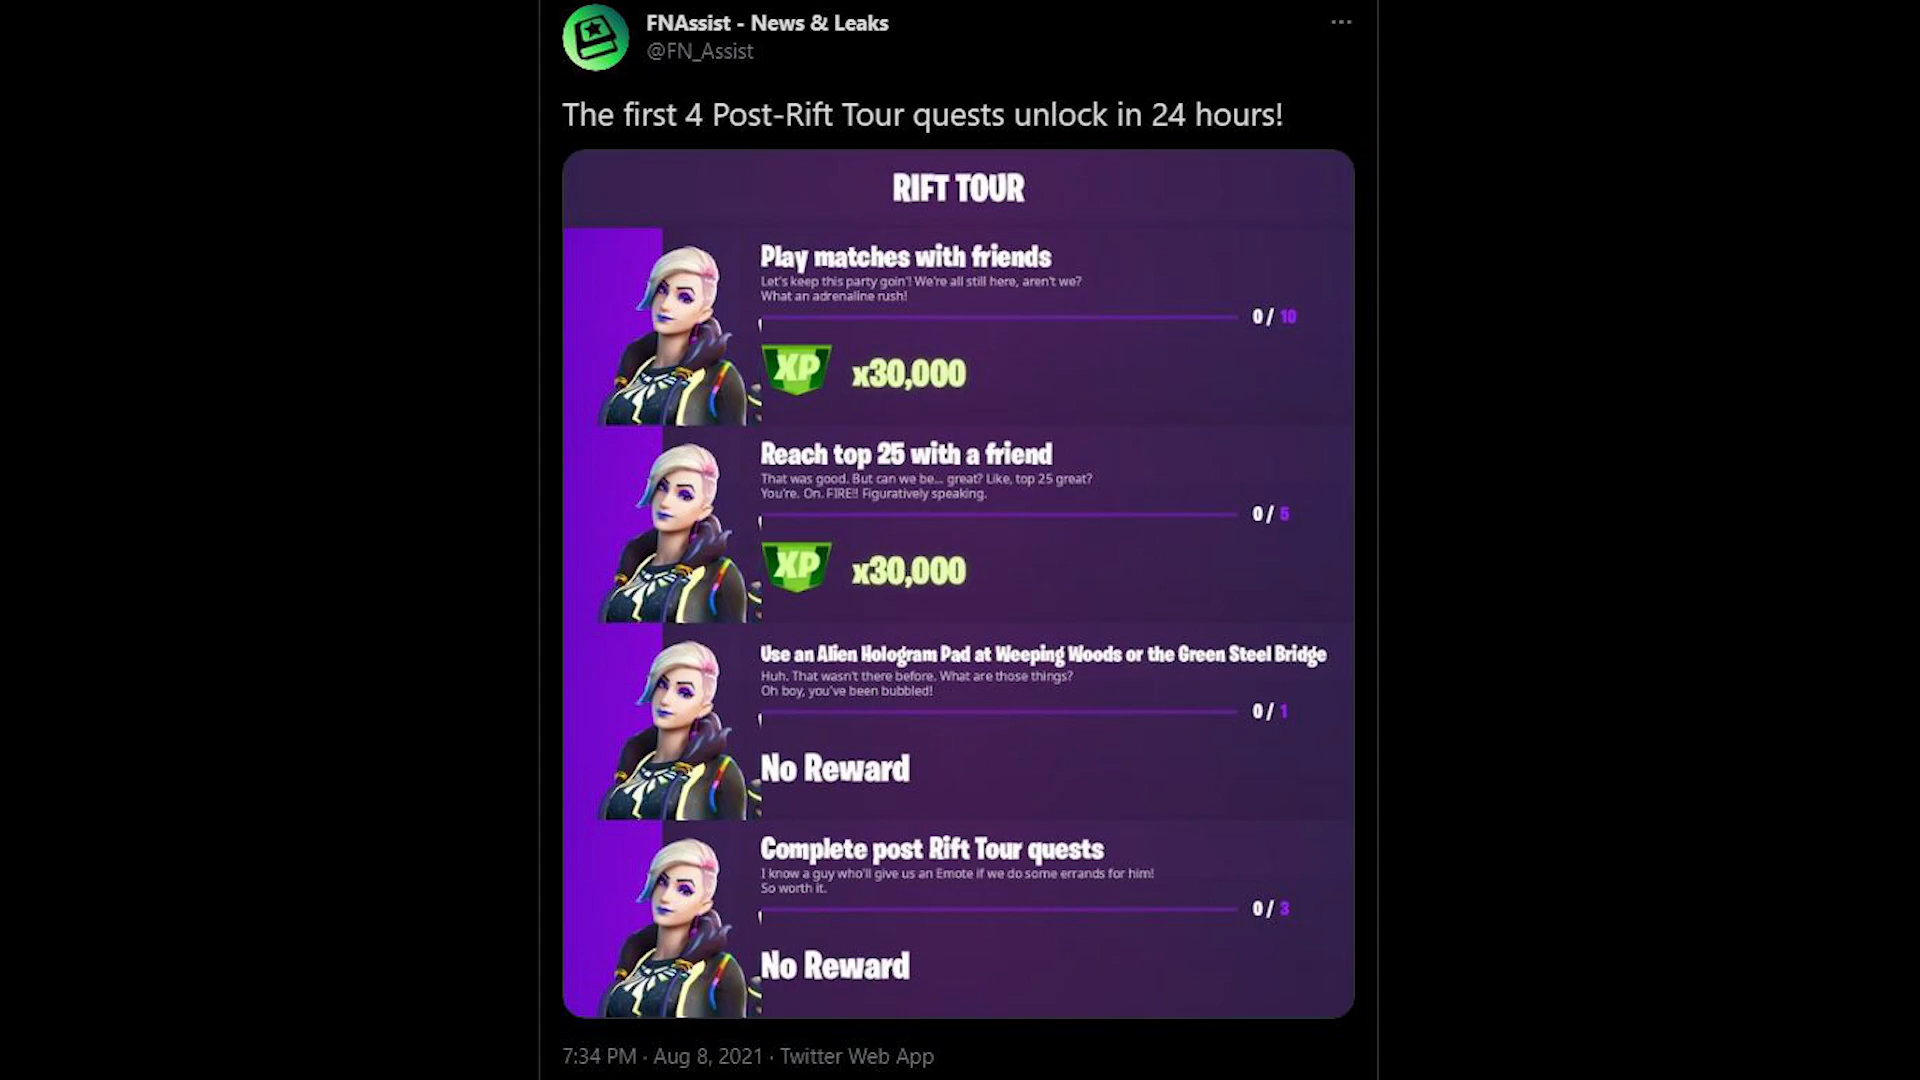 FNAssist - News & Leaks
@FN_Assist
The first 4 Post-Rift Tour quests unlock in 24 hours!
RIFT TOUR
Play matches with friends
Let's keep this party goin'! We're all still here, aren't we?
What an adrenaline rush!
0 / 10
XP x30,000
Reach top 25 with a friend
That was good. But can we be... great? Like, top 25 great?
You're. On. FIRE!! Figuratively speaking.
0 / 5
XP x30,000
Use an Alien Hologram Pad at Weeping Woods or the Green Steel Bridge
Huh. That wasn't there before. What are those things?
Oh boy, you've been bubbled!
0 / 1
No Reward
Complete post Rift Tour quests
I know a guy who'll give us an Emote if we do some errands for him!
So worth it.
0 / 3
No Reward
7:34 PM · Aug 8, 2021 · Twitter Web App